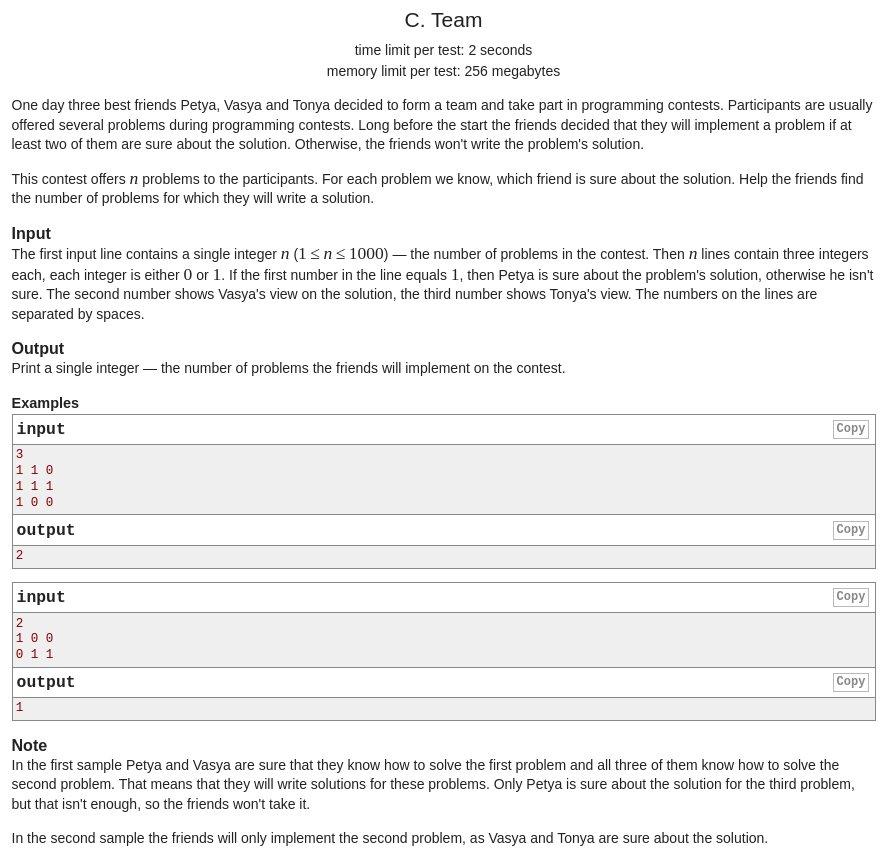 C. Team
time limit per test: 2 seconds
memory limit per test: 256 megabytes
One day three best friends Petya, Vasya and Tonya decided to form a team and take part in programming contests. Participants are usually
offered several problems during programming contests. Long before the start the friends decided that they will implement a problem if at
least two of them are sure about the solution. Otherwise, the friends won't write the problem's solution.
This contest offers n problems to the participants. For each problem we know, which friend is sure about the solution. Help the friends find
the number of problems for which they will write a solution.
Input
The first input line contains a single integer n (1 ≤ n ≤ 1000) — the number of problems in the contest. Then n lines contain three integers
each, each integer is either 0 or 1. If the first number in the line equals 1, then Petya is sure about the problem's solution, otherwise he isn't
sure. The second number shows Vasya's view on the solution, the third number shows Tonya's view. The numbers on the lines are
separated by spaces.
Output
Print a single integer — the number of problems the friends will implement on the contest.
Examples
input Copy
3
1 1 0
1 1 1
1 0 0
output Copy
2
input Copy
2
1 0 0
0 1 1
output Copy
1
Note
In the first sample Petya and Vasya are sure that they know how to solve the first problem and all three of them know how to solve the
second problem. That means that they will write solutions for these problems. Only Petya is sure about the solution for the third problem,
but that isn't enough, so the friends won't take it.
In the second sample the friends will only implement the second problem, as Vasya and Tonya are sure about the solution.